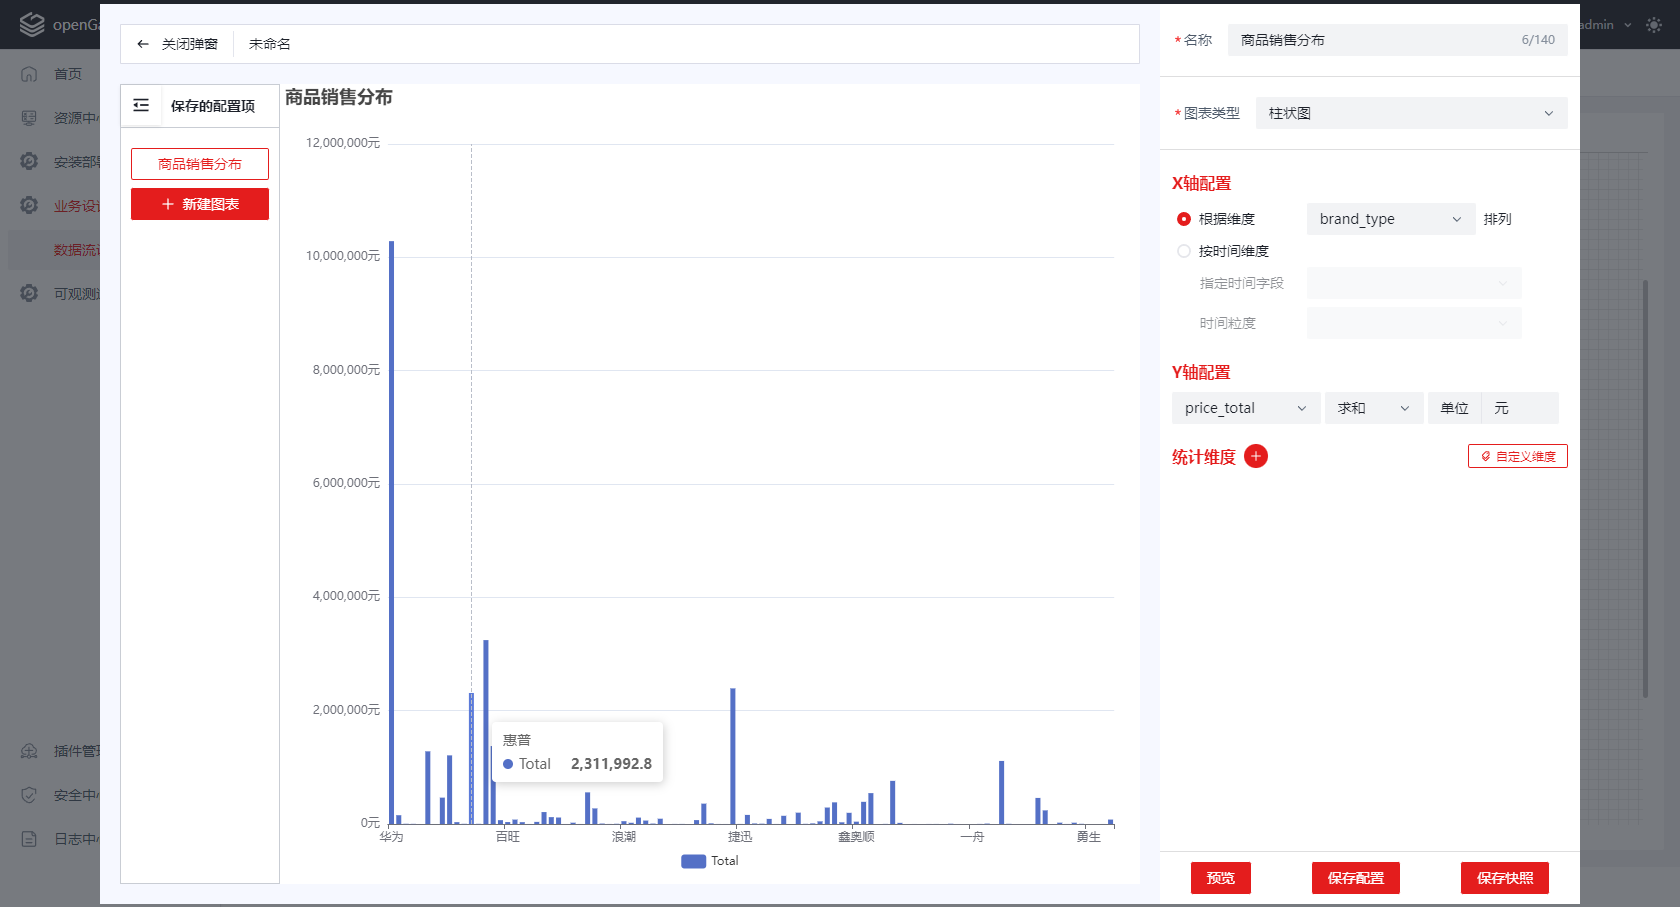 openGa
admin
首页
资源中心
安装部署
业务设计
数据流
可观测
插件管理
安全中心
日志中心
关闭弹窗
未命名
保存的配置项
商品销售分布
新建图表
商品销售分布
12,000,000元
10,000,000元
8,000,000元
6,000,000元
4,000,000元
2,000,000元
0元
惠普
Total 2,311,992.8
华为 百旺 浪潮 捷迅 鑫奥顺 一舟 勇生
Total
*名称 商品销售分布 6/140
*图表类型 柱状图
X轴配置
根据维度 brand_type 排列
按时间维度
指定时间字段
时间粒度
Y轴配置
price_total 求和 单位 元
统计维度 自定义维度
预览 保存配置 保存快照